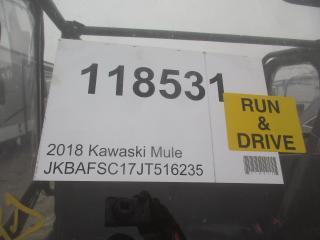 118531
RUN
&
DRIVE
2018 Kawaski Mule
JKBAFSC17JT516235